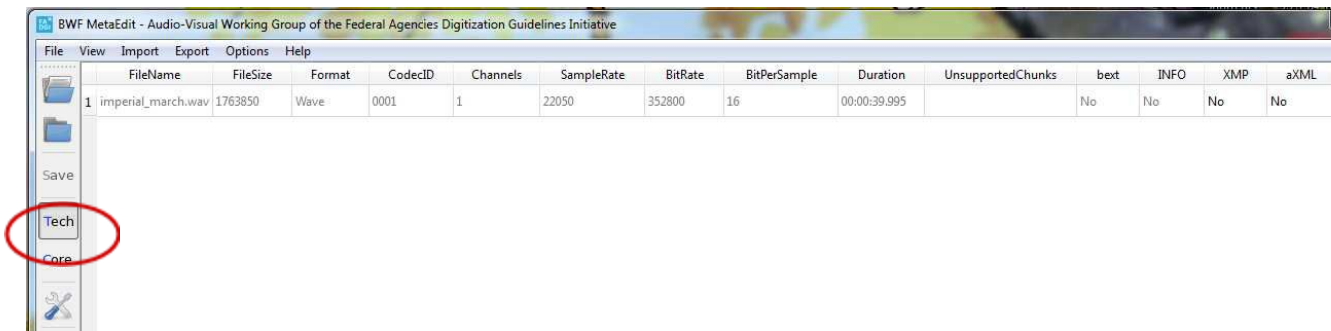 BWF MetaEdit - Audio-Visual Working Group of the Federal Agencies Digitization Guidelines Initiative
File View Import Export Options Help
FileName FileSize Format CodecID Channels SampleRate BitRate BitPerSample Duration UnsupportedChunks bext INFO XMP aXML
1 imperial_march.wav 1763850 Wave 0001 1 22050 352800 16 00:00:39.995 No No No No
Save
Tech
Core